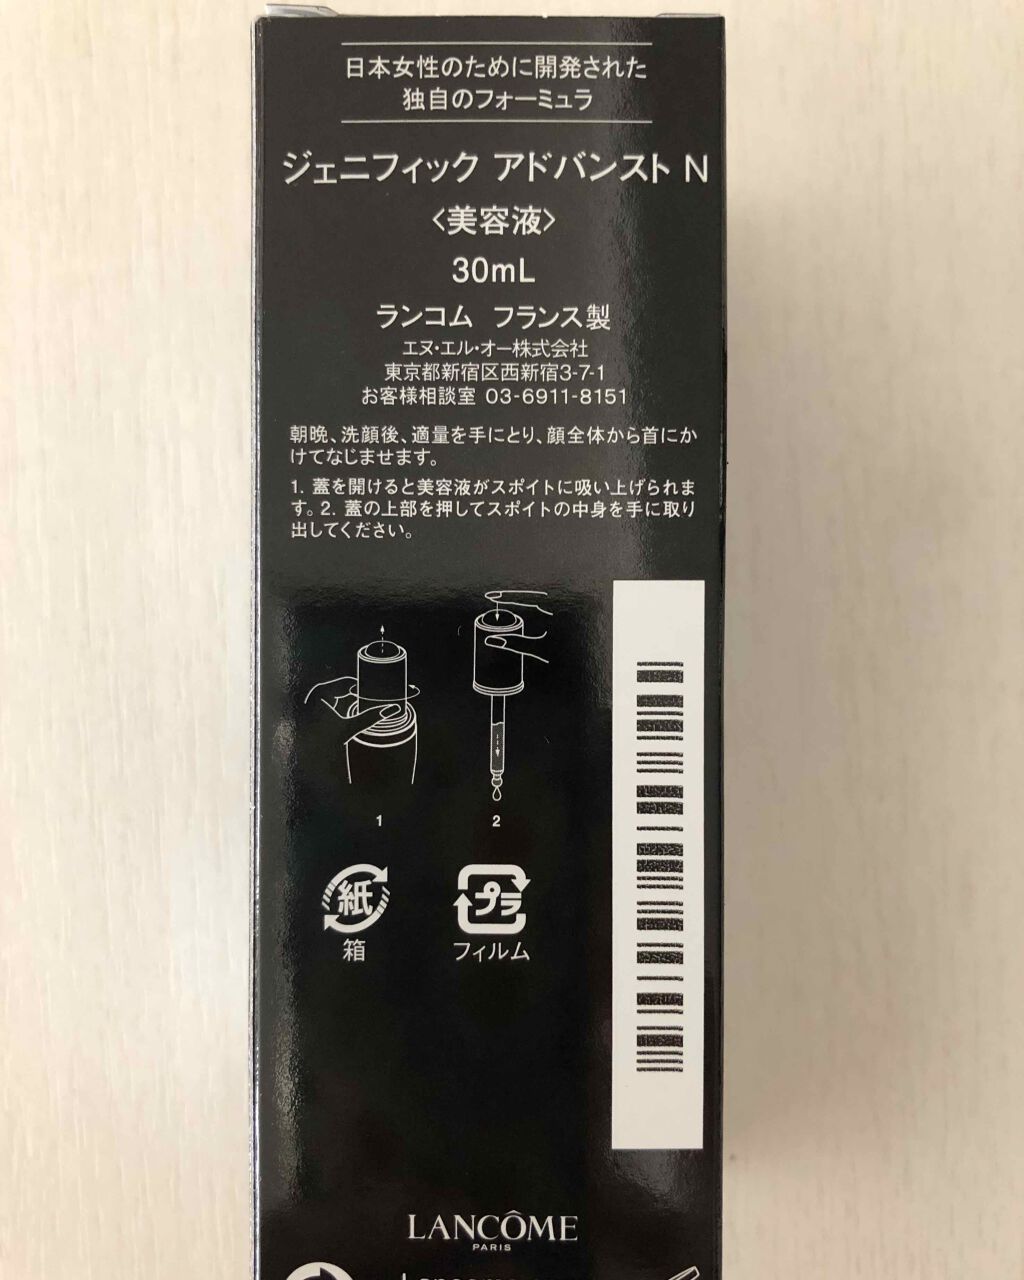 日本女性のために開発された
独自のフォーミュラ
ジェニフィック アドバンスト N
〈美容液〉
30mL
ランコム フランス製
エヌ・エル・オー株式会社
東京都新宿区西新宿3-7-1
お客様相談室 03-6911-8151
朝晩、洗顔後、適量を手にとり、顔全体から首にか
けてなじませます。
1. 蓋を開けると美容液がスポイトに吸い上げられま
す。2. 蓋の上部を押してスポイトの中身を手に取り
出してください。
1 2
紙 プラ
箱 フィルム
LANCÔME
PARIS